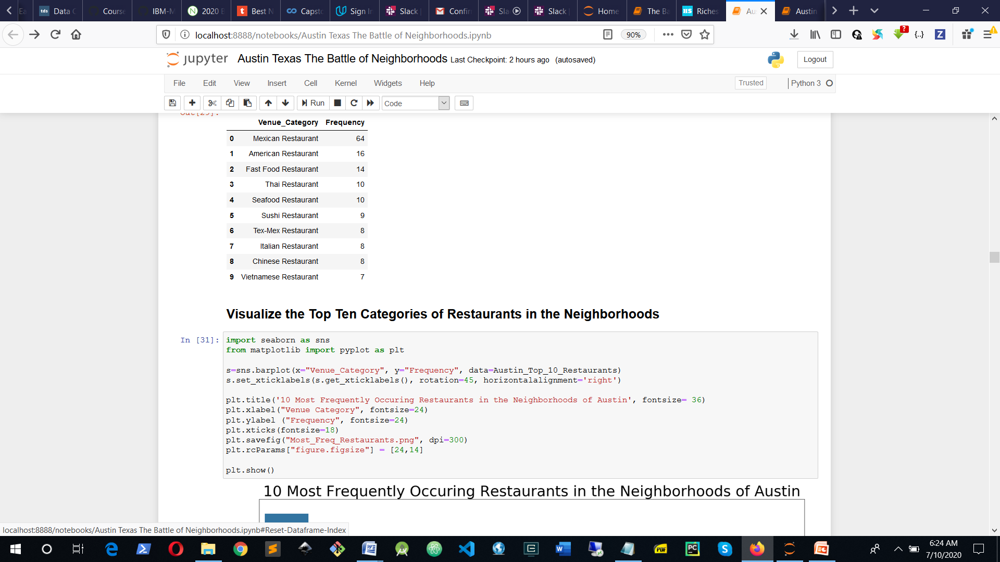 Ea
tds Data C
Course
IBM-M
2020 E
Best N
Capsto
Sign In
Slack
Confir
Sla
Slack
Home
The Ba
HS Riches
Au
Austin
localhost:8888/notebooks/Austin Texas The Battle of Neighborhoods.ipynb
90%
jupyter Austin Texas The Battle of Neighborhoods Last Checkpoint: 2 hours ago (autosaved)
Logout
File Edit View Insert Cell Kernel Widgets Help
Trusted
Python 3
Run
Code
Out[29]:
Venue_Category Frequency
0 Mexican Restaurant 64
1 American Restaurant 16
2 Fast Food Restaurant 14
3 Thai Restaurant 10
4 Seafood Restaurant 10
5 Sushi Restaurant 9
6 Tex-Mex Restaurant 8
7 Italian Restaurant 8
8 Chinese Restaurant 8
9 Vietnamese Restaurant 7
Visualize the Top Ten Categories of Restaurants in the Neighborhoods
In [31]: import seaborn as sns
from matplotlib import pyplot as plt
s=sns.barplot(x="Venue_Category", y="Frequency", data=Austin_Top_10_Restaurants)
s.set_xticklabels(s.get_xticklabels(), rotation=45, horizontalalignment='right')
plt.title('10 Most Frequently Occuring Restaurants in the Neighborhoods of Austin', fontsize= 36)
plt.xlabel("Venue Category", fontsize=24)
plt.ylabel ("Frequency", fontsize=24)
plt.xticks(fontsize=18)
plt.savefig("Most_Freq_Restaurants.png", dpi=300)
plt.rcParams["figure.figsize"] = [24,14]
plt.show()
10 Most Frequently Occuring Restaurants in the Neighborhoods of Austin
localhost:8888/notebooks/Austin Texas The Battle of Neighborhoods.ipynb#Reset-Dataframe-Index
6:24 AM
7/10/2020